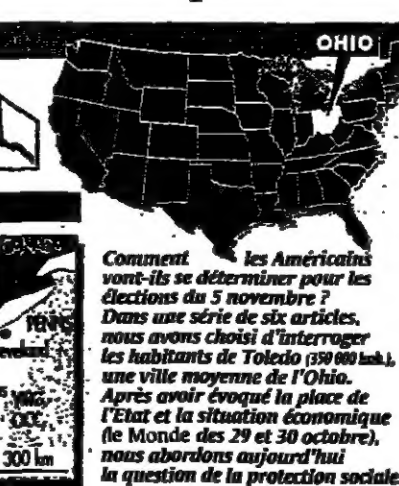 OHIO
CANADA
PENNS
eveland
300 km
Comment les Américains
vont-ils se déterminer pour les
élections du 5 novembre ?
Dans une série de six articles,
nous avons choisi d'interroger
les habitants de Toledo (350 000 hab.),
une ville moyenne de l'Ohio.
Après avoir évoqué la place de
l'Etat et la situation économique
(le Monde des 29 et 30 octobre),
nous abordons aujourd'hui
la question de la protection sociale